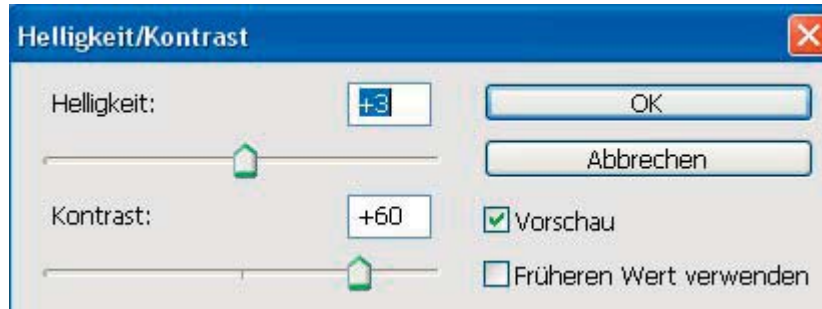 Helligkeit/Kontrast
Helligkeit: +3
OK
Abbrechen
Kontrast: +60
Vorschau
Früheren Wert verwenden